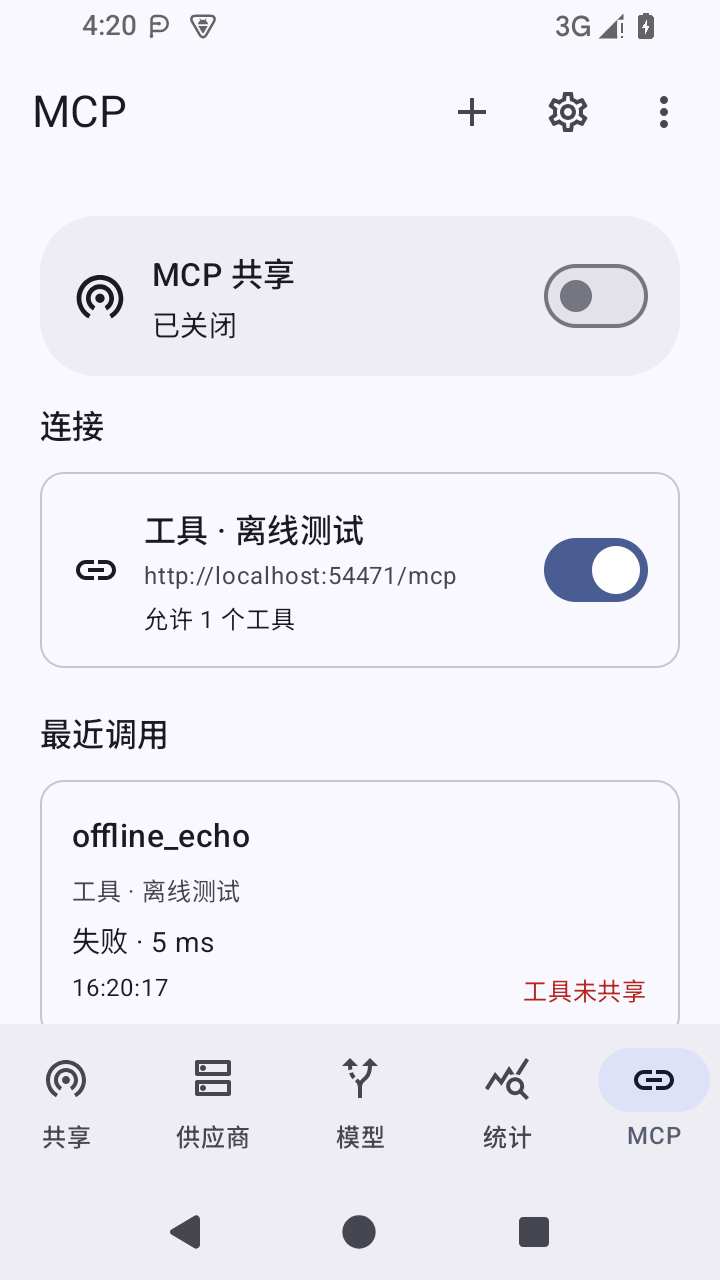 4:20
3G
MCP
MCP 共享
已关闭
连接
工具 · 离线测试
http://localhost:54471/mcp
允许 1 个工具
最近调用
offline_echo
工具 · 离线测试
失败 · 5 ms
16:20:17
工具未共享
共享
供应商
模型
统计
MCP